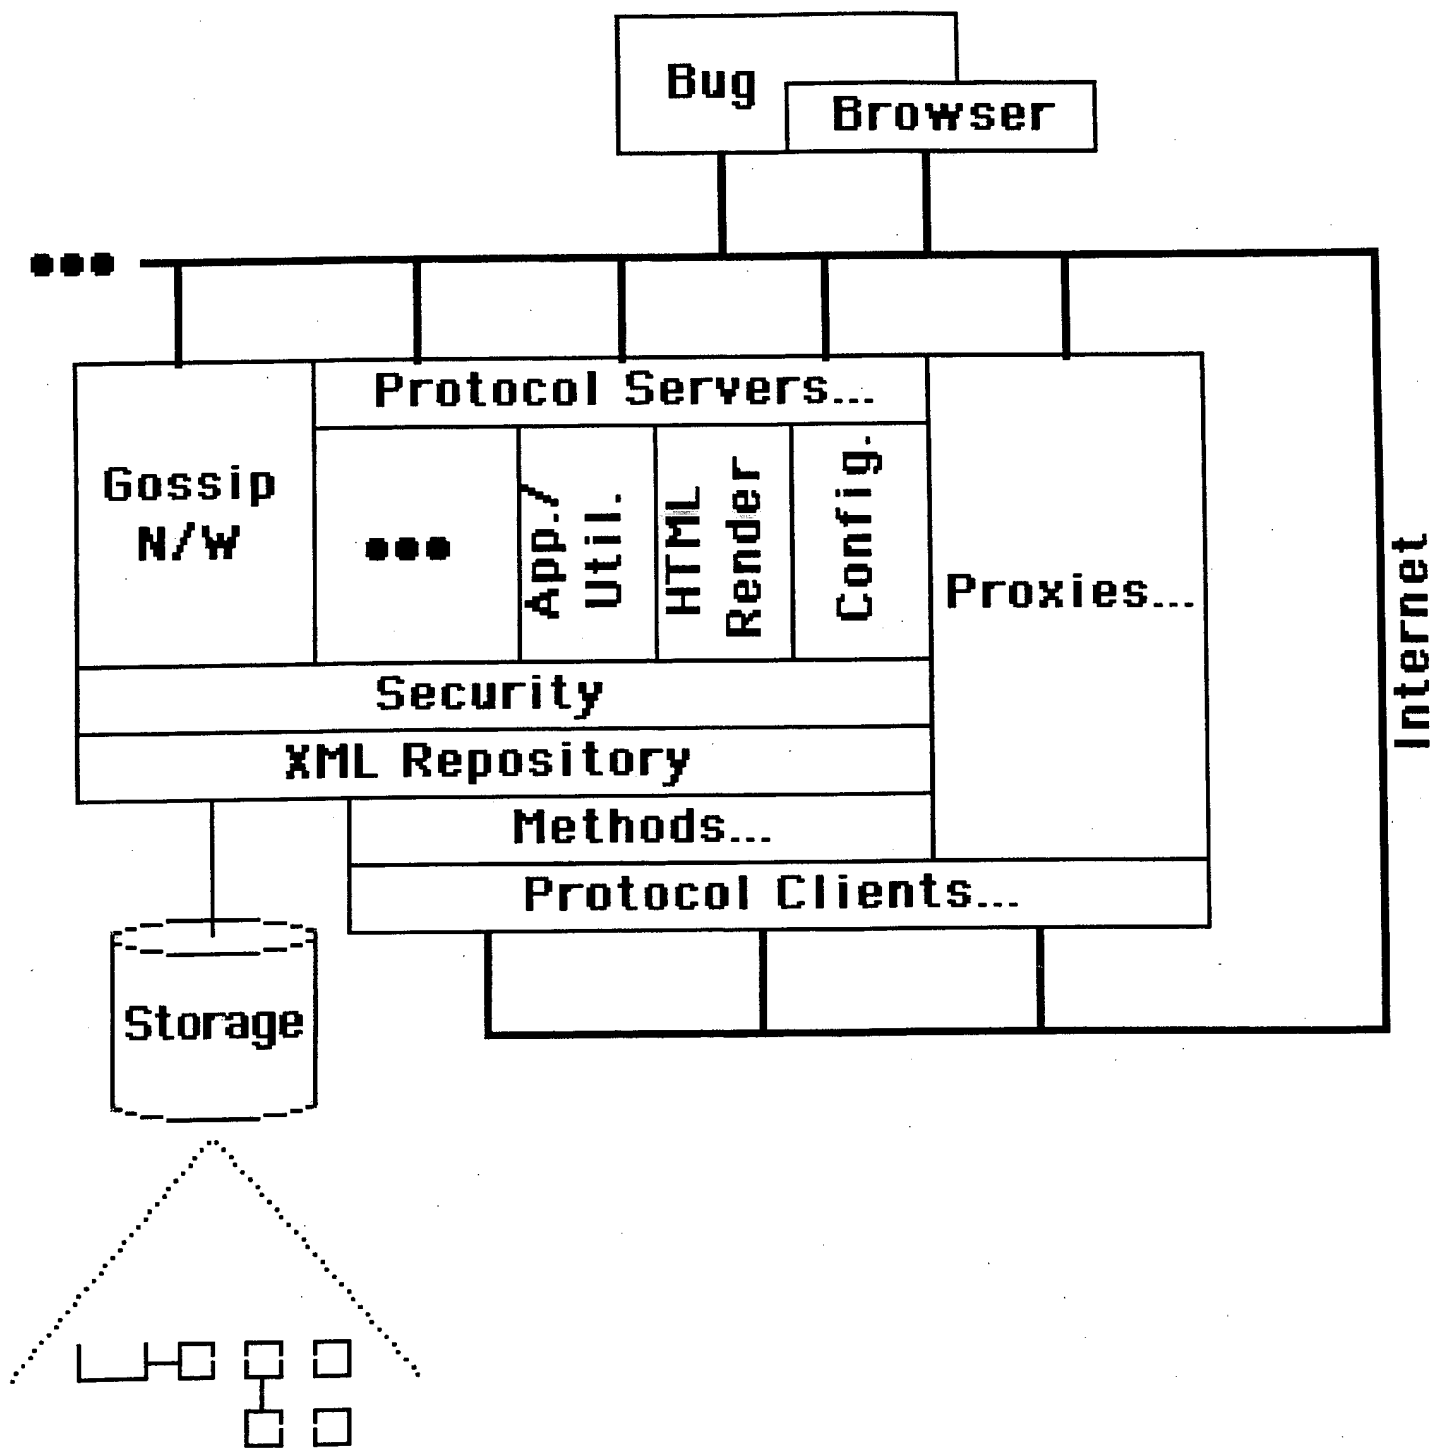 Bug
Browser
•••
Protocol Servers...
Gossip
N/W
•••
App./
Util.
HTML
Render
Config.
Proxies...
Internet
Security
XML Repository
Methods...
Protocol Clients...
Storage